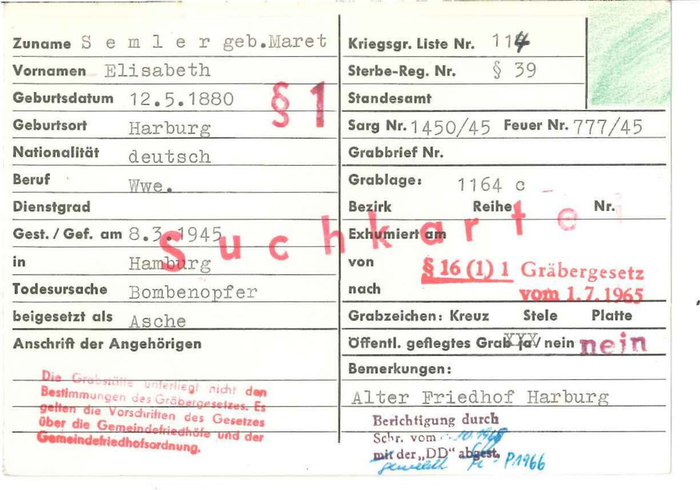 Zuname Semler geb.Maret
Vornamen Elisabeth
Geburtsdatum 12.5.1880
§ 1
Geburtsort Harburg
Nationalität deutsch
Beruf Wwe.
Dienstgrad
Gest. / Gef. am 8.3.1945
in Hamburg
Todesursache Bombenopfer
beigesetzt als Asche
Anschrift der Angehörigen
Die Grabstätte unterliegt nicht den
Bestimmungen des Gräbergesetzes. Es
gelten die Vorschriften des Gesetzes
über die Gemeindefriedhöfe und der
Gemeindefriedhofsordnung.
Suchkartei
Kriegsgr. Liste Nr. 114
Sterbe-Reg. Nr. § 39
Standesamt
Sarg Nr. 1450/45 Feuer Nr. 777/45
Grabbrief Nr.
Grablage: 1164 c
Bezirk Reihe Nr.
Exhumiert am
von
§ 16 (1) 1 Gräbergesetz
nach vom 1.7.1965
Grabzeichen: Kreuz Stele Platte
Öffentl. gepflegtes Grab ja / nein nein
Bemerkungen:
Alter Friedhof Harburg
Berichtigung durch
Schr. vom
mit der „DD" abgest.
P1966